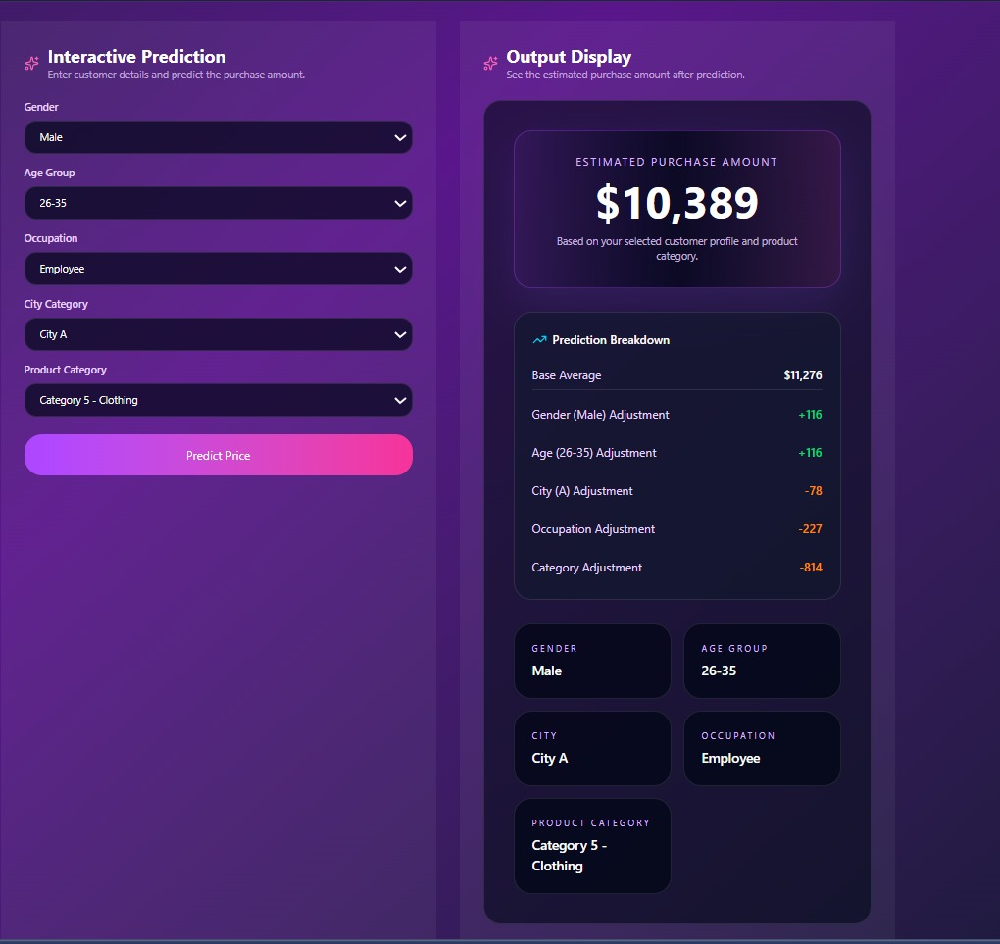 Interactive Prediction
Enter customer details and predict the purchase amount.
Gender
Male
Age Group
26-35
Occupation
Employee
City Category
City A
Product Category
Category 5 - Clothing
Predict Price
Output Display
See the estimated purchase amount after prediction.
ESTIMATED PURCHASE AMOUNT
$10,389
Based on your selected customer profile and product
category.
Prediction Breakdown
Base Average $11,276
Gender (Male) Adjustment +116
Age (26-35) Adjustment +116
City (A) Adjustment -78
Occupation Adjustment -227
Category Adjustment -814
GENDER
Male
AGE GROUP
26-35
CITY
City A
OCCUPATION
Employee
PRODUCT CATEGORY
Category 5 -
Clothing